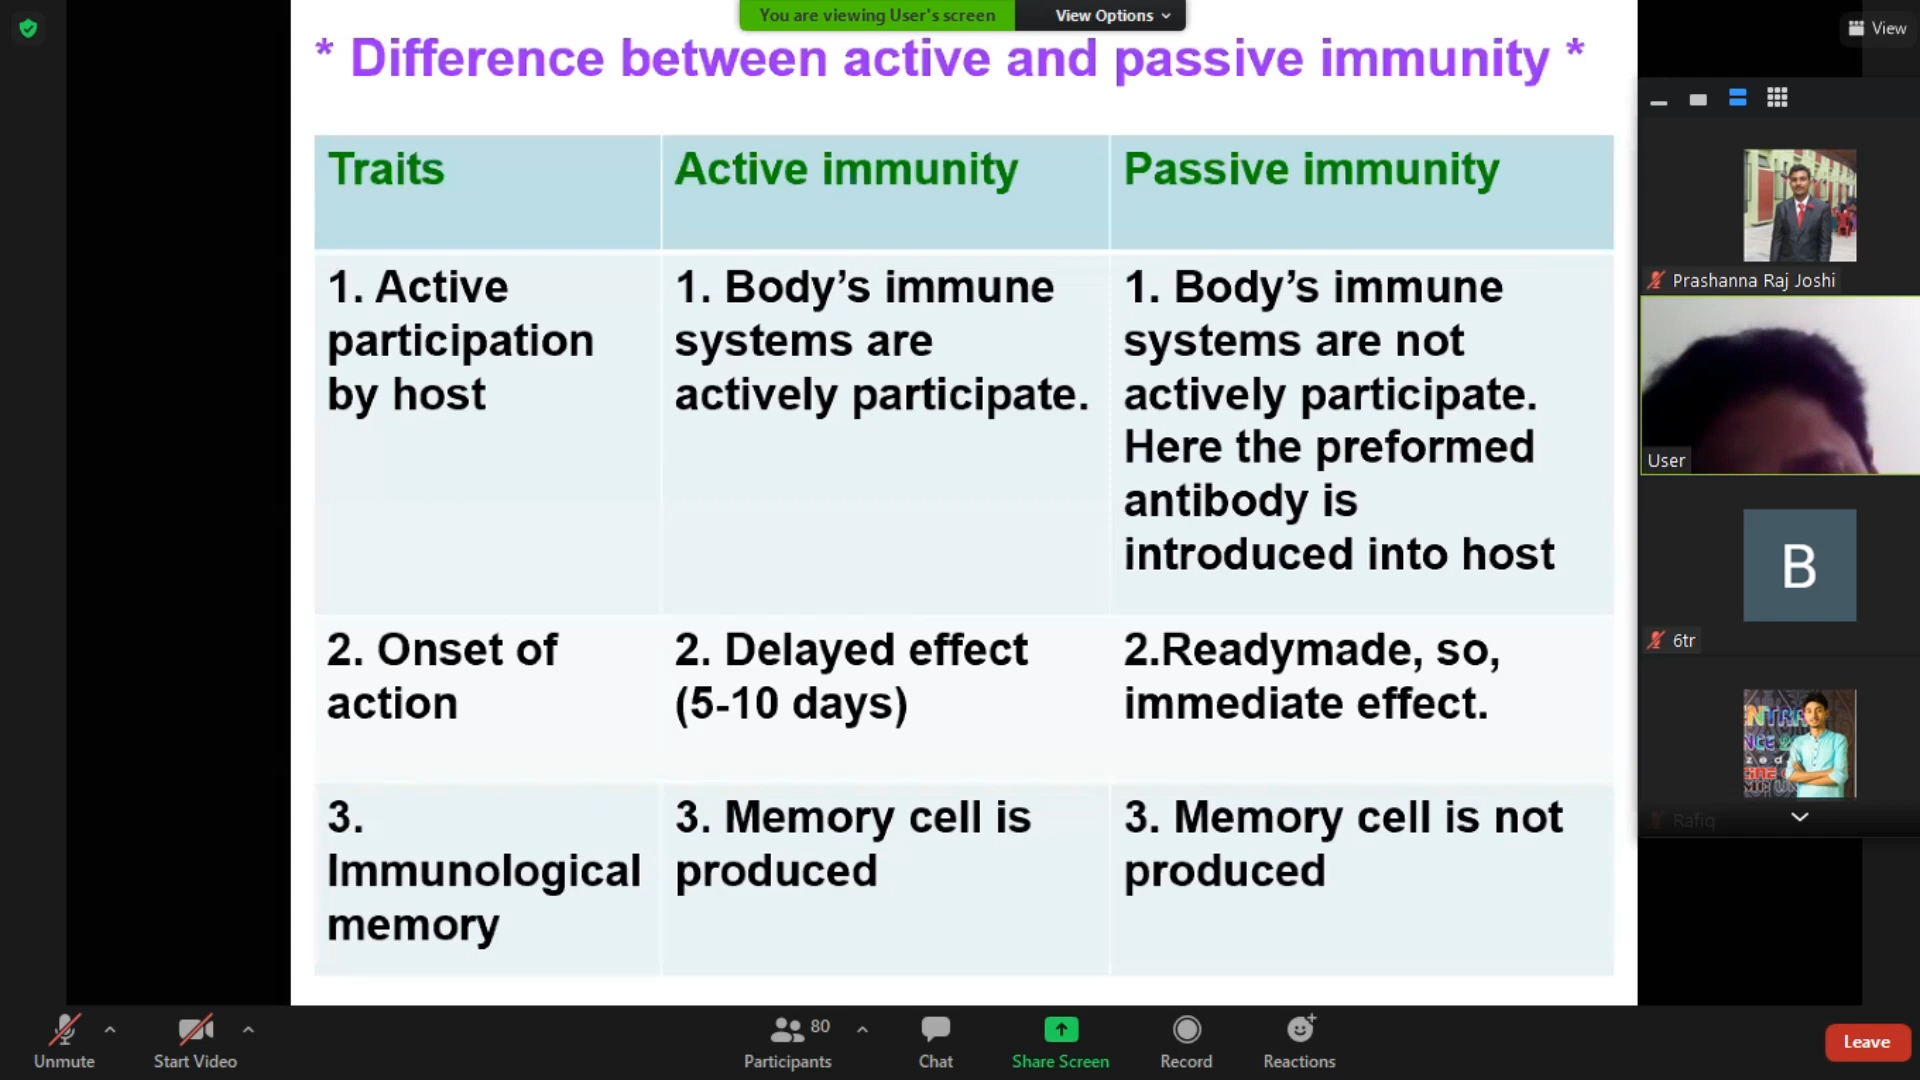 You are viewing User's screen
View Options
View
* Difference between active and passive immunity *
Traits
Active immunity
Passive immunity
1. Active
participation
by host
1. Body’s immune
systems are
actively participate.
1. Body’s immune
systems are not
actively participate.
Here the preformed
antibody is
introduced into host
2. Onset of
action
2. Delayed effect
(5-10 days)
2.Readymade, so,
immediate effect.
3.
Immunological
memory
3. Memory cell is
produced
3. Memory cell is not
produced
Prashanna Raj Joshi
User
B
6tr
Rafiq
Unmute
Start Video
80
Participants
Chat
Share Screen
Record
Reactions
Leave